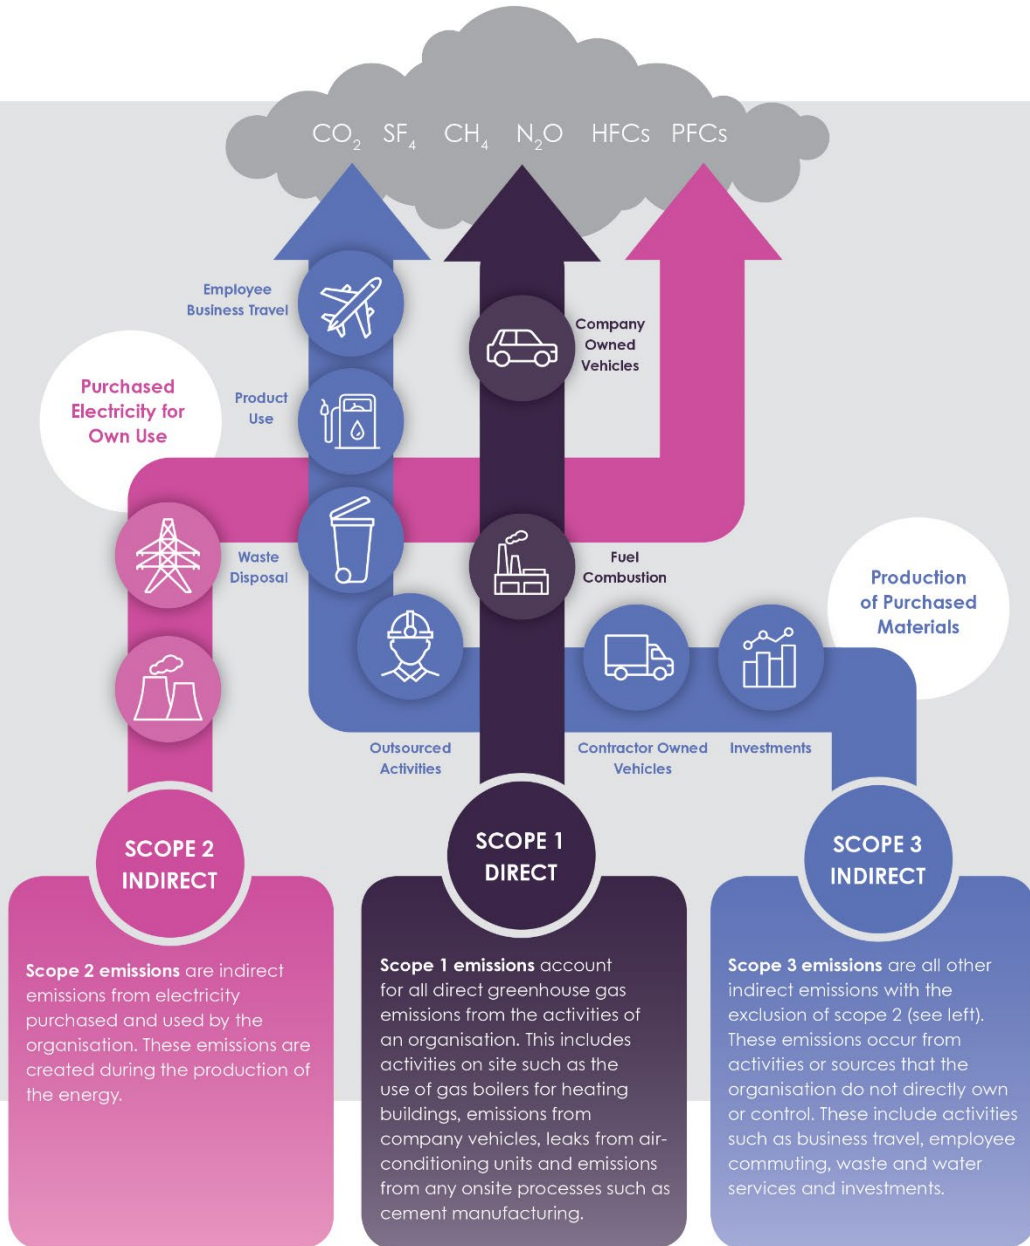 CO₂ SF₄ CH₄ N₂O HFCs PFCs
Employee
Business Travel
Company
Owned
Vehicles
Purchased
Electricity for
Own Use
Product
Use
Waste
Disposal
Fuel
Combustion
Production
of Purchased
Materials
Outsourced
Activities
Contractor Owned
Vehicles
Investments
SCOPE 2
INDIRECT
Scope 2 emissions are indirect
emissions from electricity
purchased and used by the
organisation. These emissions are
created during the production of
the energy.
SCOPE 1
DIRECT
Scope 1 emissions account
for all direct greenhouse gas
emissions from the activities of
an organisation. This includes
activities on site such as the
use of gas boilers for heating
buildings, emissions from
company vehicles, leaks from air-
conditioning units and emissions
from any onsite processes such as
cement manufacturing.
SCOPE 3
INDIRECT
Scope 3 emissions are all other
indirect emissions with the
exclusion of scope 2 (see left).
These emissions occur from
activities or sources that the
organisation do not directly own
or control. These include activities
such as business travel, employee
commuting, waste and water
services and investments.